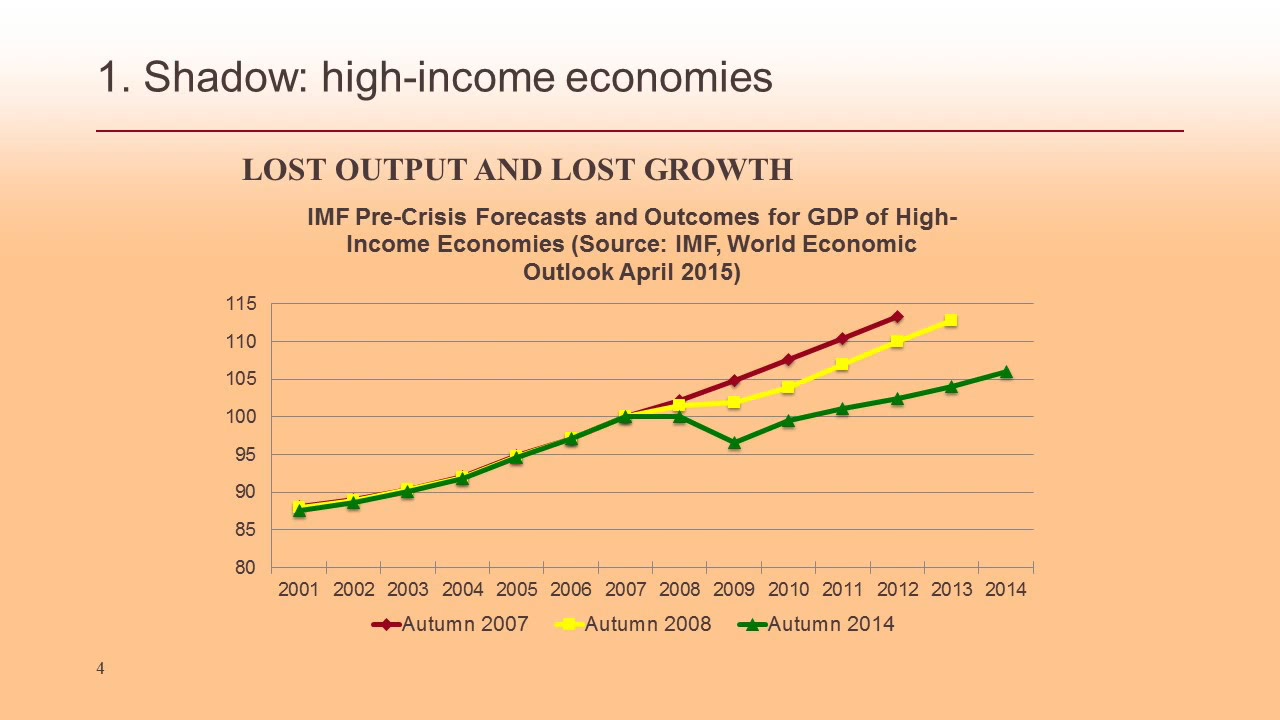 1. Shadow: high-income economies
LOST OUTPUT AND LOST GROWTH
IMF Pre-Crisis Forecasts and Outcomes for GDP of High-
Income Economies (Source: IMF, World Economic
Outlook April 2015)
115
110
105
100
95
90
85
80
2001 2002 2003 2004 2005 2006 2007 2008 2009 2010 2011 2012 2013 2014
Autumn 2007 Autumn 2008 Autumn 2014
4